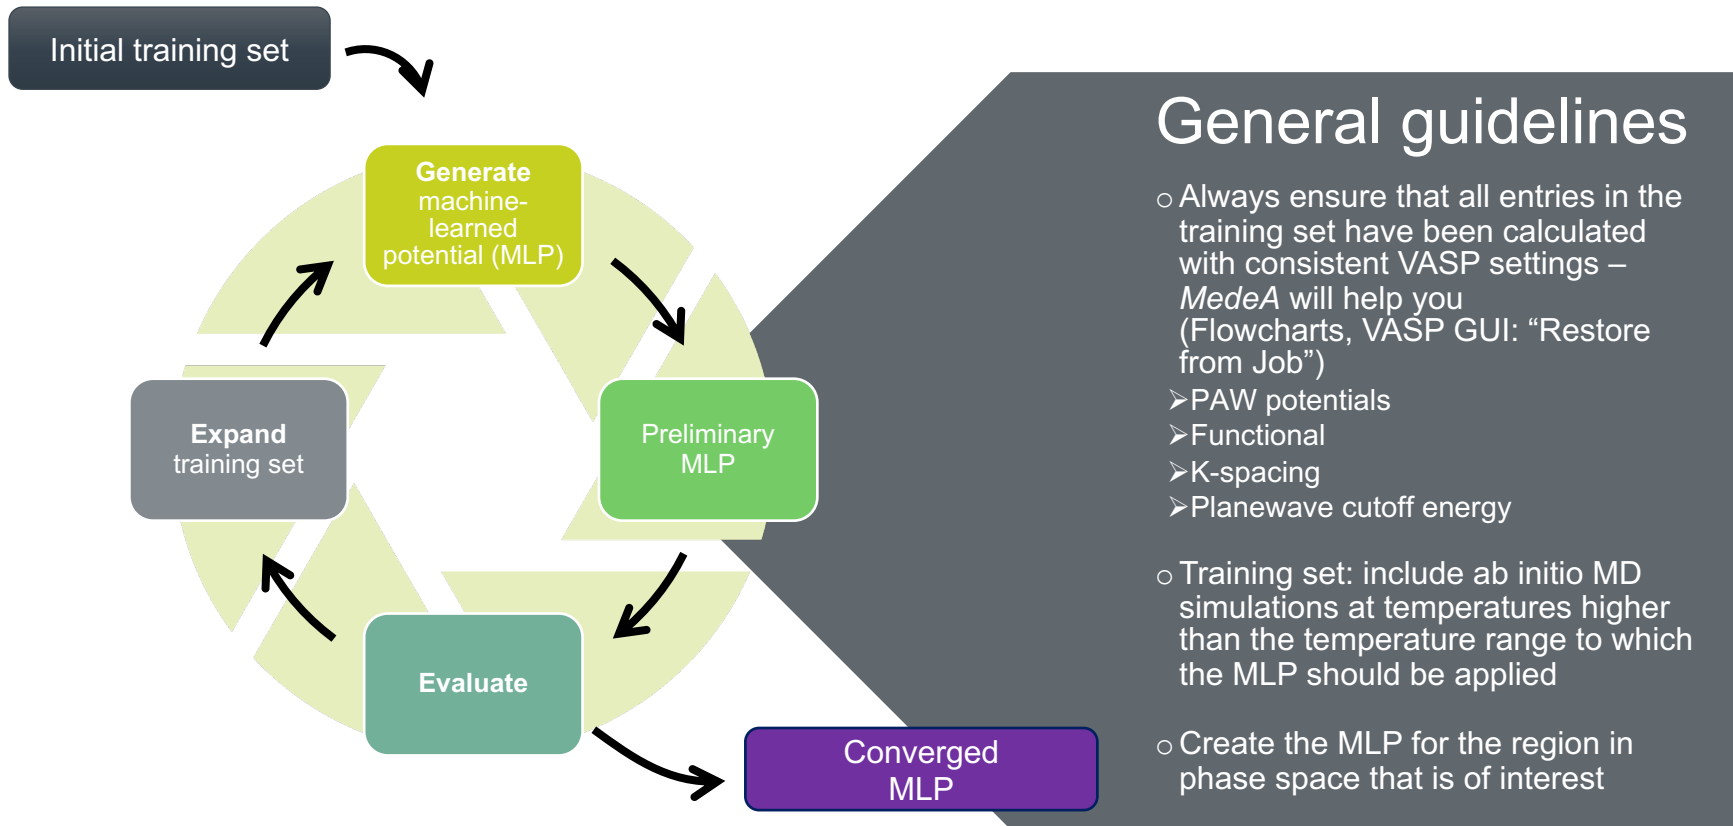 Initial training set
Generate
machine-
learned
potential (MLP)
Preliminary
MLP
Evaluate
Expand
training set
Converged
MLP
General guidelines
○ Always ensure that all entries in the
training set have been calculated
with consistent VASP settings –
MedeA will help you
(Flowcharts, VASP GUI: “Restore
from Job”)
➢PAW potentials
➢Functional
➢K-spacing
➢Planewave cutoff energy
○ Training set: include ab initio MD
simulations at temperatures higher
than the temperature range to which
the MLP should be applied
○ Create the MLP for the region in
phase space that is of interest